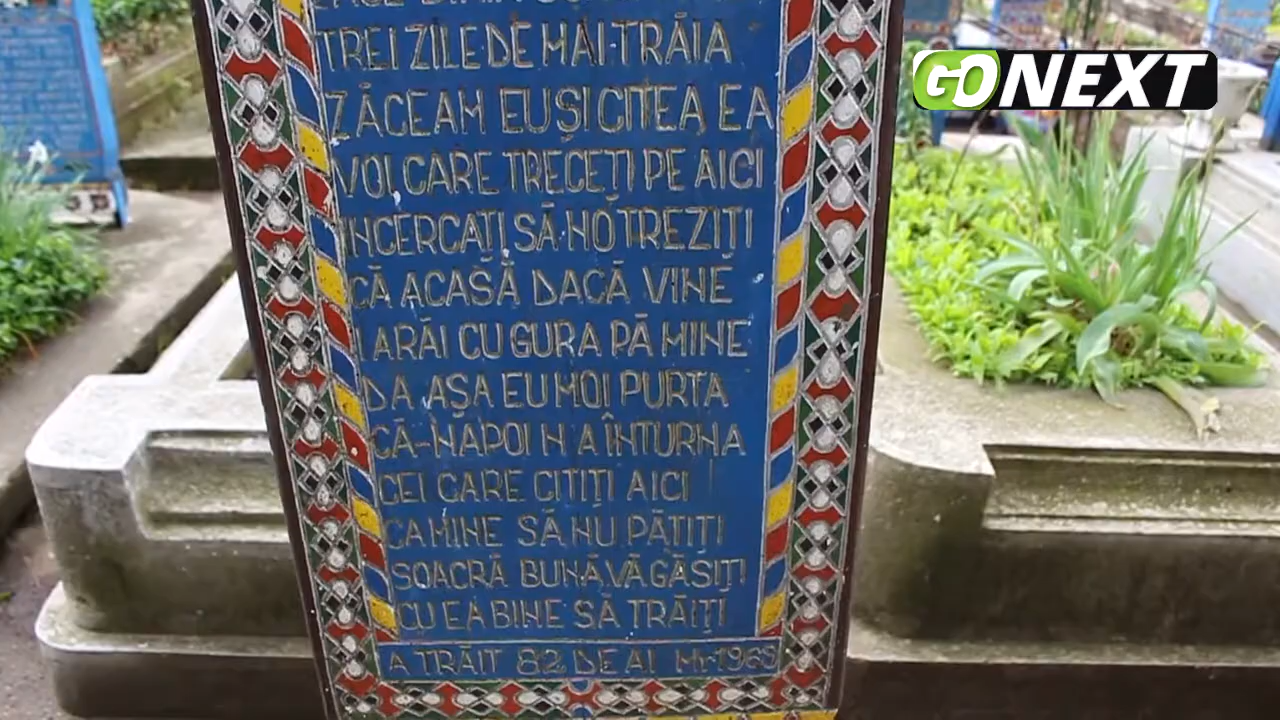 GO NEXT
TREI ZILE DE MAI TRĂIA
ZĂCEAM EU ȘI CITEA EA
VOI CARE TRECEȚI PE AICI
INCERCAȚI SĂ NO TREZIȚI
CĂ ACASĂ DACĂ VINE
IARĂI CU GURA PĂ MINE
DA AȘA EU MOI PURTA
CĂ-NAPOI N A ÎNTURNA
CEI CARE CITIȚI AICI
CA MINE SĂ NU PĂȚIȚI
SOACRĂ BUNĂ VĂ GĂSIȚI
CU EA BINE SĂ TRĂIȚI
A TRĂIT 82 DE AI Mr 1969